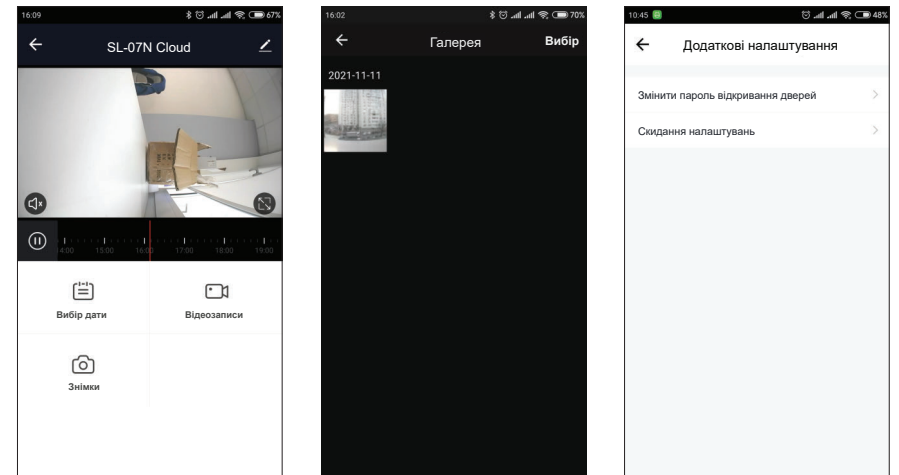 16:09
67%
SL-07N Cloud
4:00 15:00 16:00 17:00 18:00 19:00
Вибір дати
Відеозаписи
Знімки
16:02
70%
Галерея
Вибір
2021-11-11
10:45
48%
Додаткові налаштування
Змінити пароль відкривання дверей
Скидання налаштувань